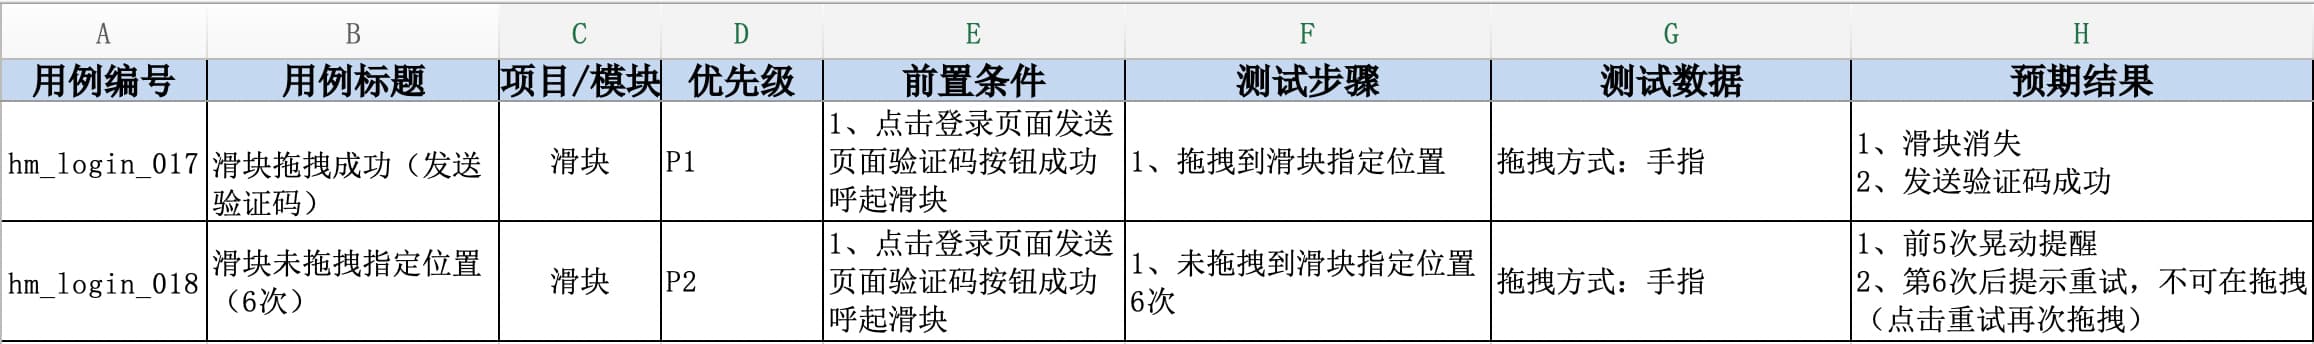 A B C D E F G H
用例编号 用例标题 项目/模块 优先级 前置条件 测试步骤 测试数据 预期结果
hm_login_017
滑块拖拽成功（发送
验证码）
滑块
P1
1、点击登录页面发送
页面验证码按钮成功
呼起滑块
1、拖拽到滑块指定位置
拖拽方式：手指
1、滑块消失
2、发送验证码成功
hm_login_018
滑块未拖拽指定位置
（6次）
滑块
P2
1、点击登录页面发送
页面验证码按钮成功
呼起滑块
1、未拖拽到滑块指定位置
6次
拖拽方式：手指
1、前5次晃动提醒
2、第6次后提示重试，不可在拖拽
（点击重试再次拖拽）